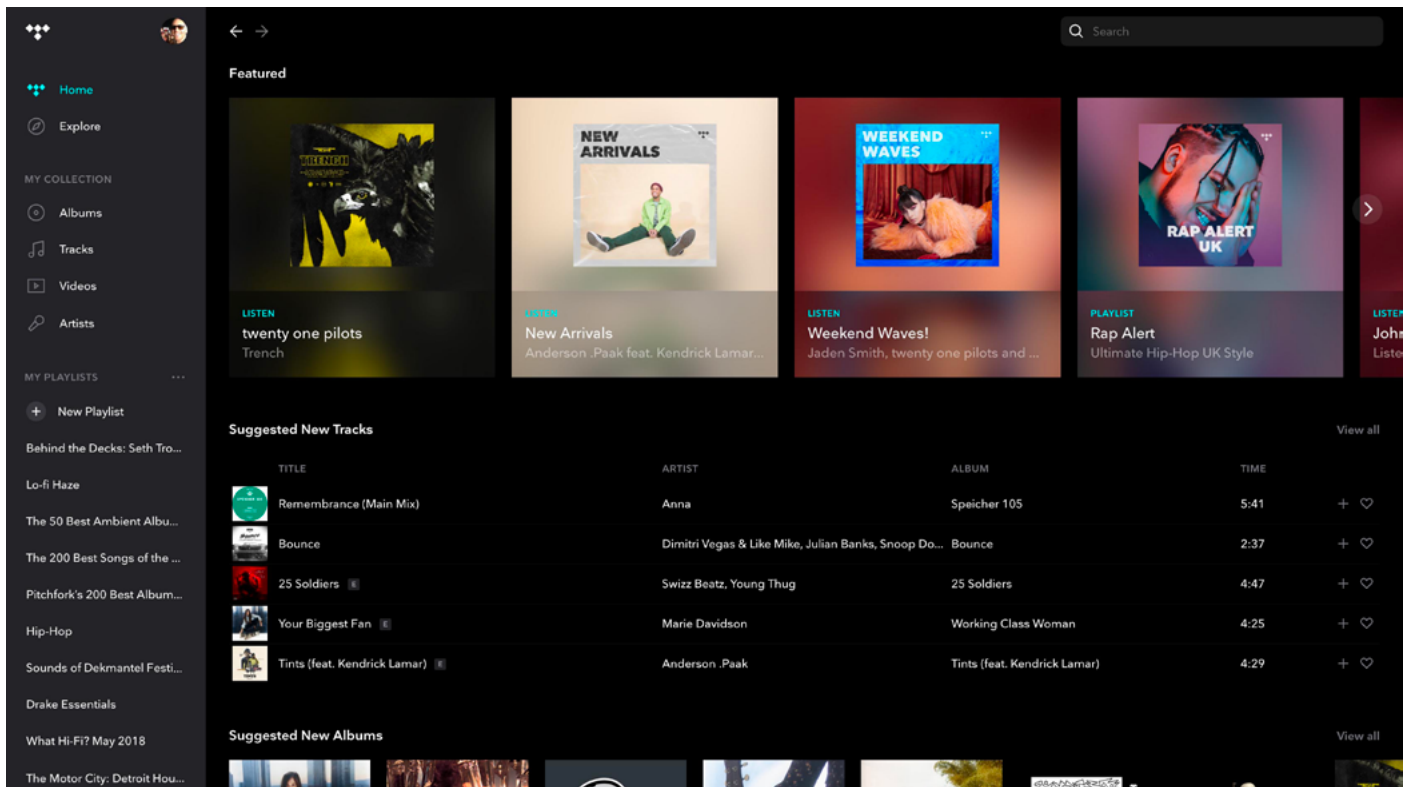 Home
Explore
MY COLLECTION
Albums
Tracks
Videos
Artists
MY PLAYLISTS ...
New Playlist
Behind the Decks: Seth Tro...
Lo-fi Haze
The 50 Best Ambient Albu...
The 200 Best Songs of the ...
Pitchfork's 200 Best Album...
Hip-Hop
Sounds of Dekmantel Festi...
Drake Essentials
What Hi-Fi? May 2018
The Motor City: Detroit Hou...
Search
Featured
TRENCH
LISTEN
twenty one pilots
Trench
NEW
ARRIVALS
LISTEN
New Arrivals
Anderson .Paak feat. Kendrick Lamar...
WEEKEND
WAVES
LISTEN
Weekend Waves!
Jaden Smith, twenty one pilots and ...
RAP ALERT
UK
PLAYLIST
Rap Alert
Ultimate Hip-Hop UK Style
LISTEN
John
Liste
Suggested New Tracks View all
TITLE ARTIST ALBUM TIME
Remembrance (Main Mix) Anna Speicher 105 5:41
Bounce Dimitri Vegas & Like Mike, Julian Banks, Snoop Do... Bounce 2:37
25 Soldiers E Swizz Beatz, Young Thug 25 Soldiers 4:47
Your Biggest Fan E Marie Davidson Working Class Woman 4:25
Tints (feat. Kendrick Lamar) E Anderson .Paak Tints (feat. Kendrick Lamar) 4:29
Suggested New Albums View all